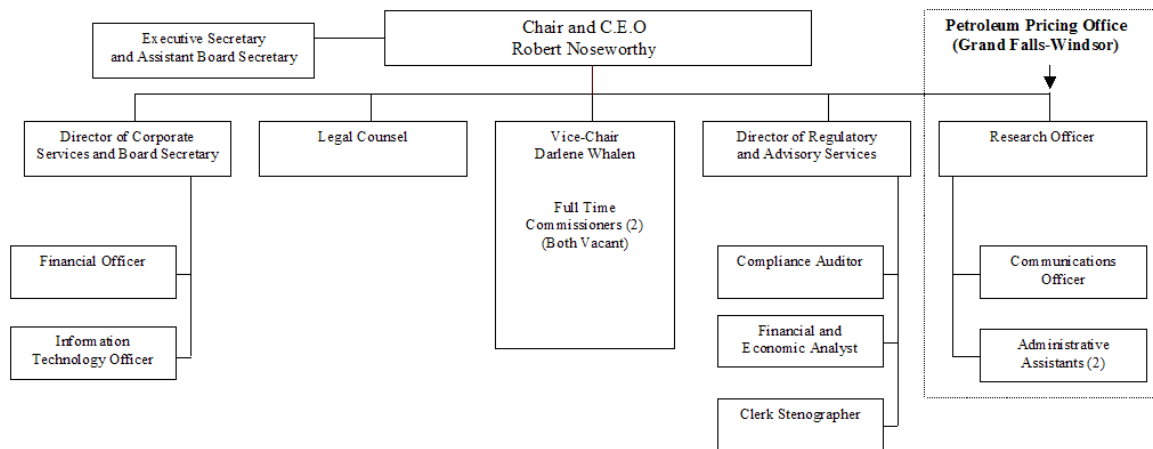 Chair and C.E.O
Robert Noseworthy
Executive Secretary
and Assistant Board Secretary
Petroleum Pricing Office
(Grand Falls-Windsor)
Director of Corporate
Services and Board Secretary
Legal Counsel
Vice-Chair
Darlene Whalen
Full Time
Commissioners (2)
(Both Vacant)
Director of Regulatory
and Advisory Services
Research Officer
Financial Officer
Information
Technology Officer
Compliance Auditor
Financial and
Economic Analyst
Clerk Stenographer
Communications
Officer
Administrative
Assistants (2)